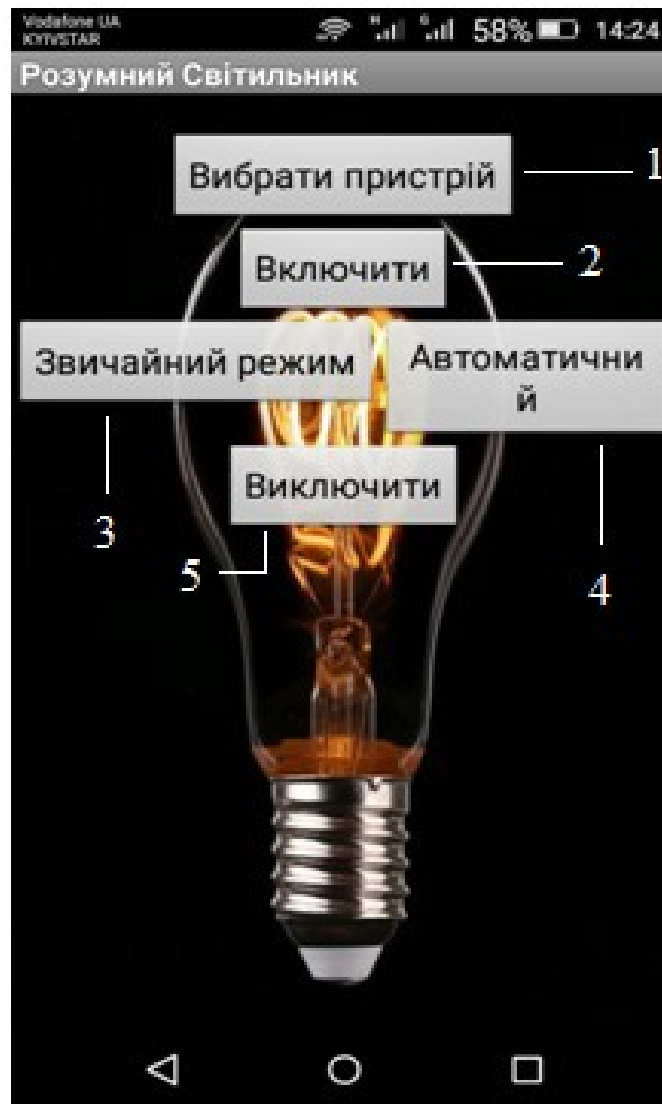 Vodafone UA
KYIVSTAR
58% 14:24
Розумний Світильник
Вибрати пристрій
1
Включити
2
Звичайний режим
Автоматични
й
Виключити
3
5
4